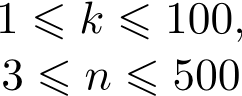 1 ⩽ k ⩽ 100,
3 ⩽ n ⩽ 500